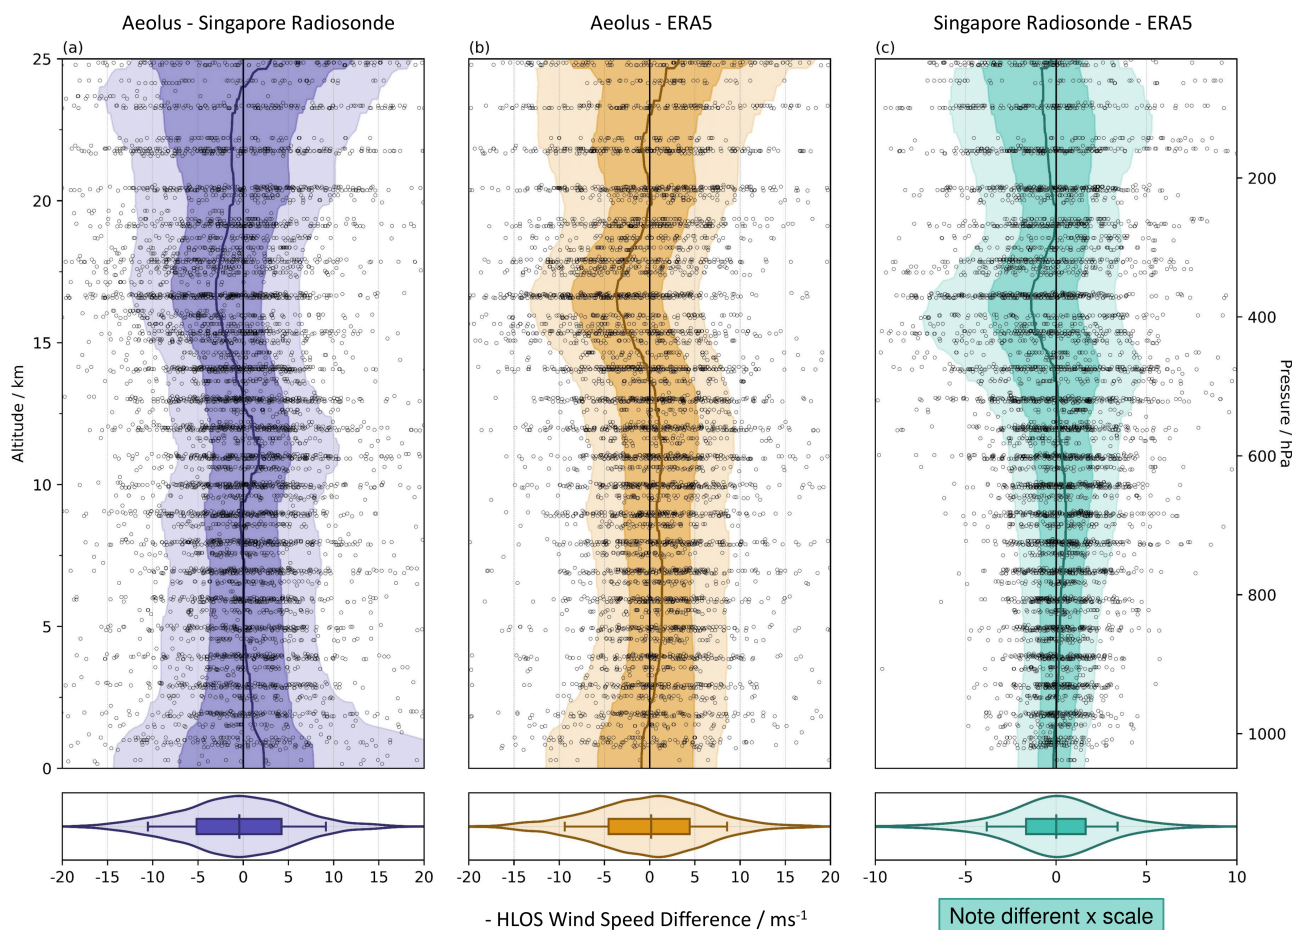 Aeolus - Singapore Radiosonde
Aeolus - ERA5
Singapore Radiosonde - ERA5
(a)
(b)
(c)
25
20
15
10
5
0
Altitude / km
200
400
600
800
1000
Pressure / hPa
-20 -15 -10 -5 0 5 10 15 20
-20 -15 -10 -5 0 5 10 15 20
-10 -5 0 5 10
- HLOS Wind Speed Difference / ms⁻¹
Note different x scale